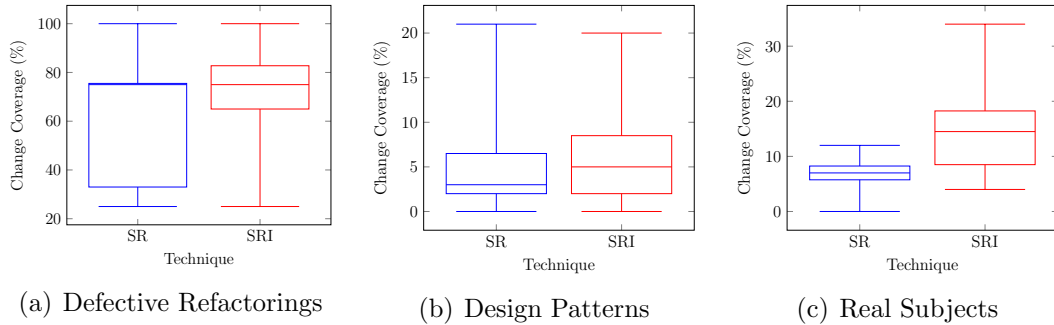 100
80
60
40
20
Change Coverage (%)
SR
SRI
Technique
(a) Defective Refactorings
20
15
10
5
0
Change Coverage (%)
SR
SRI
Technique
(b) Design Patterns
30
20
10
0
Change Coverage (%)
SR
SRI
Technique
(c) Real Subjects